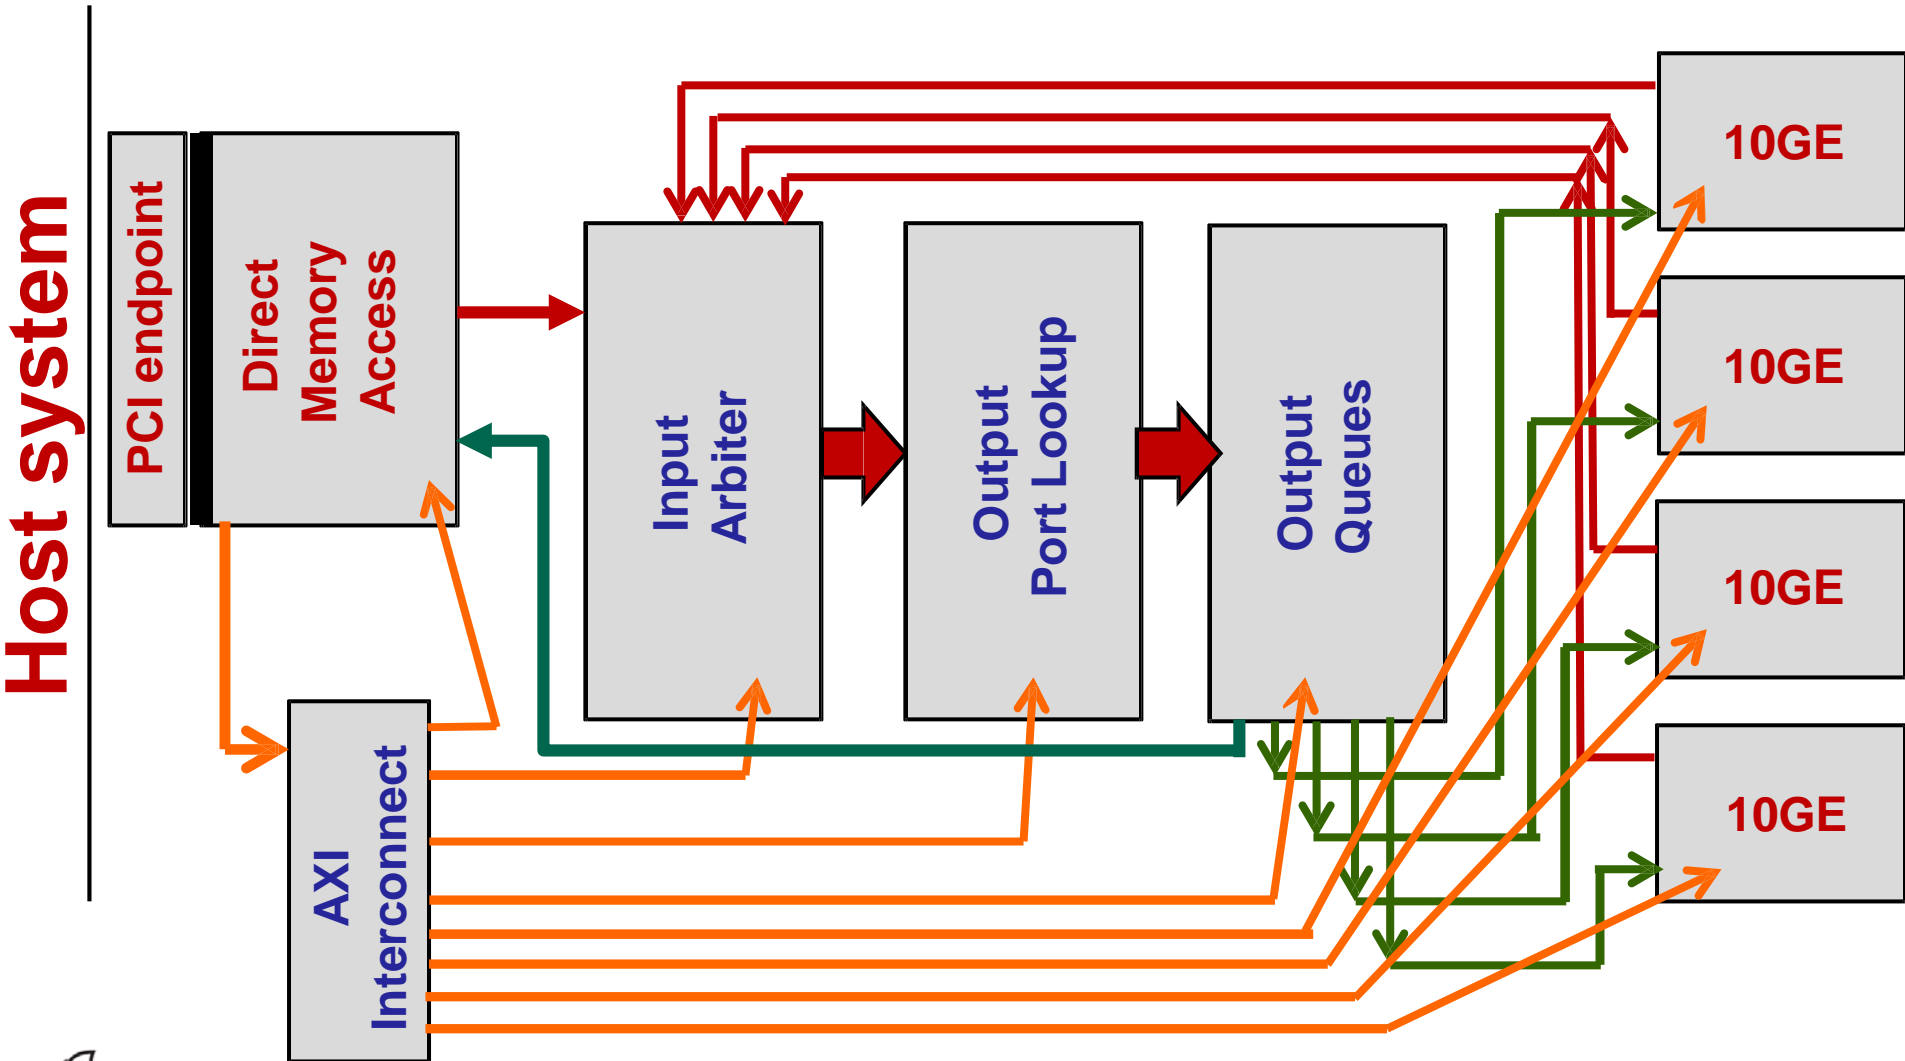 Host system
PCI endpoint
Direct
Memory
Access
Input
Arbiter
Output
Port Lookup
Output
Queues
10GE
10GE
10GE
10GE
AXI
Interconnect